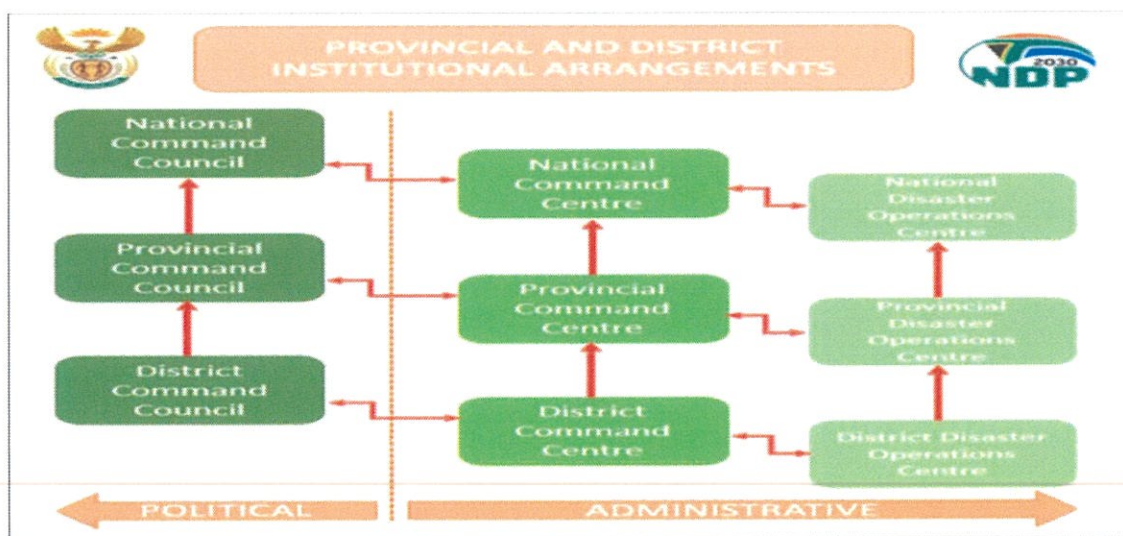 PROVINCIAL AND DISTRICT
INSTITUTIONAL ARRANGEMENTS
2030
NDP
National
Command
Council
National
Command
Centre
National
Disaster
Operations
Centre
Provincial
Command
Council
Provincial
Command
Centre
Provincial
Disaster
Operations
Centre
District
Command
Council
District
Command
Centre
District Disaster
Operations
Centre
POLITICAL
ADMINISTRATIVE